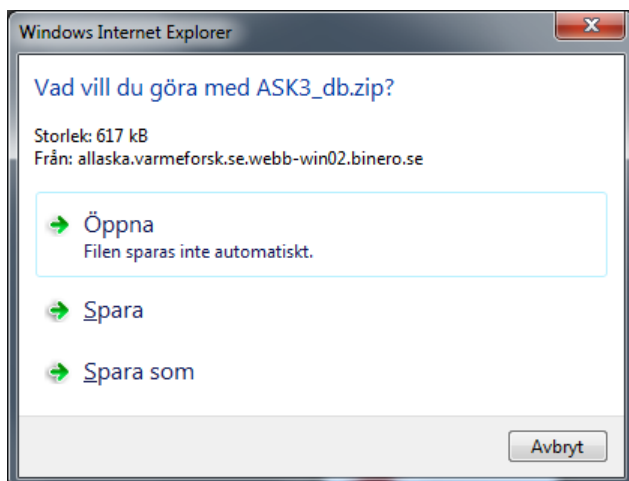 Windows Internet Explorer
Vad vill du göra med ASK3_db.zip?
Storlek: 617 kB
Från: allaska.varmeforsk.se.webb-win02.binero.se
Öppna
Filen sparas inte automatiskt.
Spara
Spara som
Avbryt